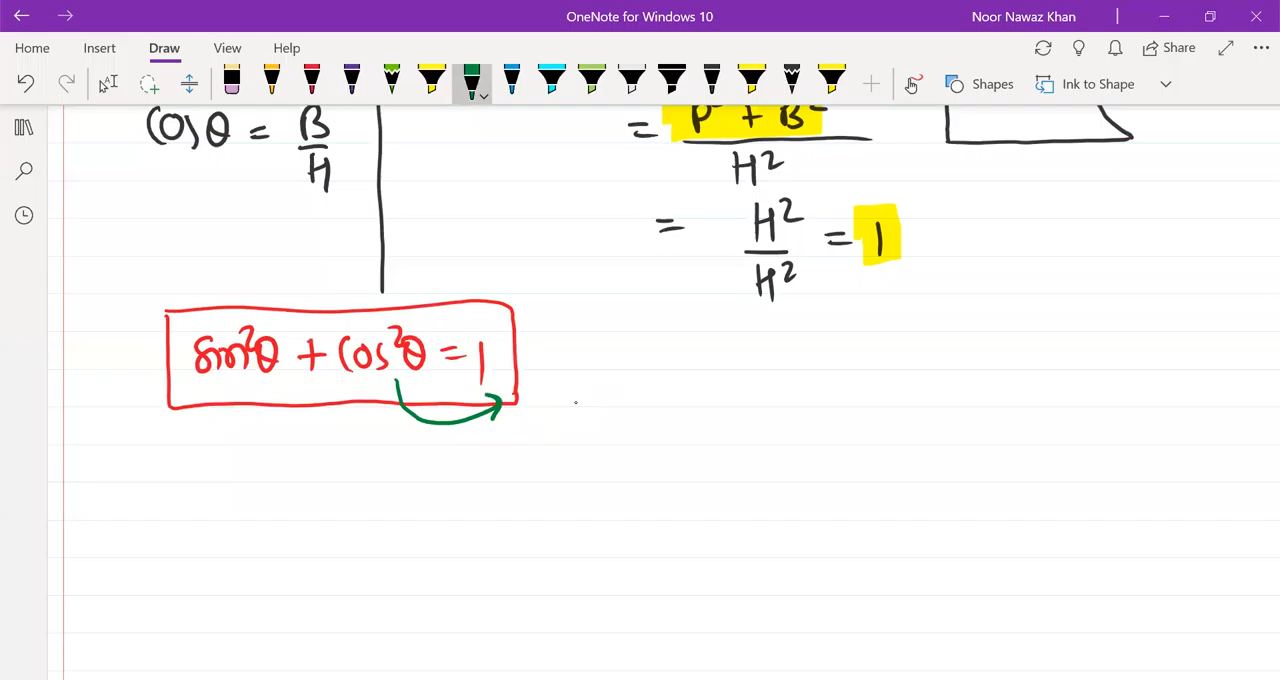 OneNote for Windows 10
Noor Nawaz Khan
Home Insert Draw View Help
Share
Shapes
Ink to Shape
cosθ = B/H
= P² + B²/H²
= H²/H² = 1
sin²θ + cos²θ = 1